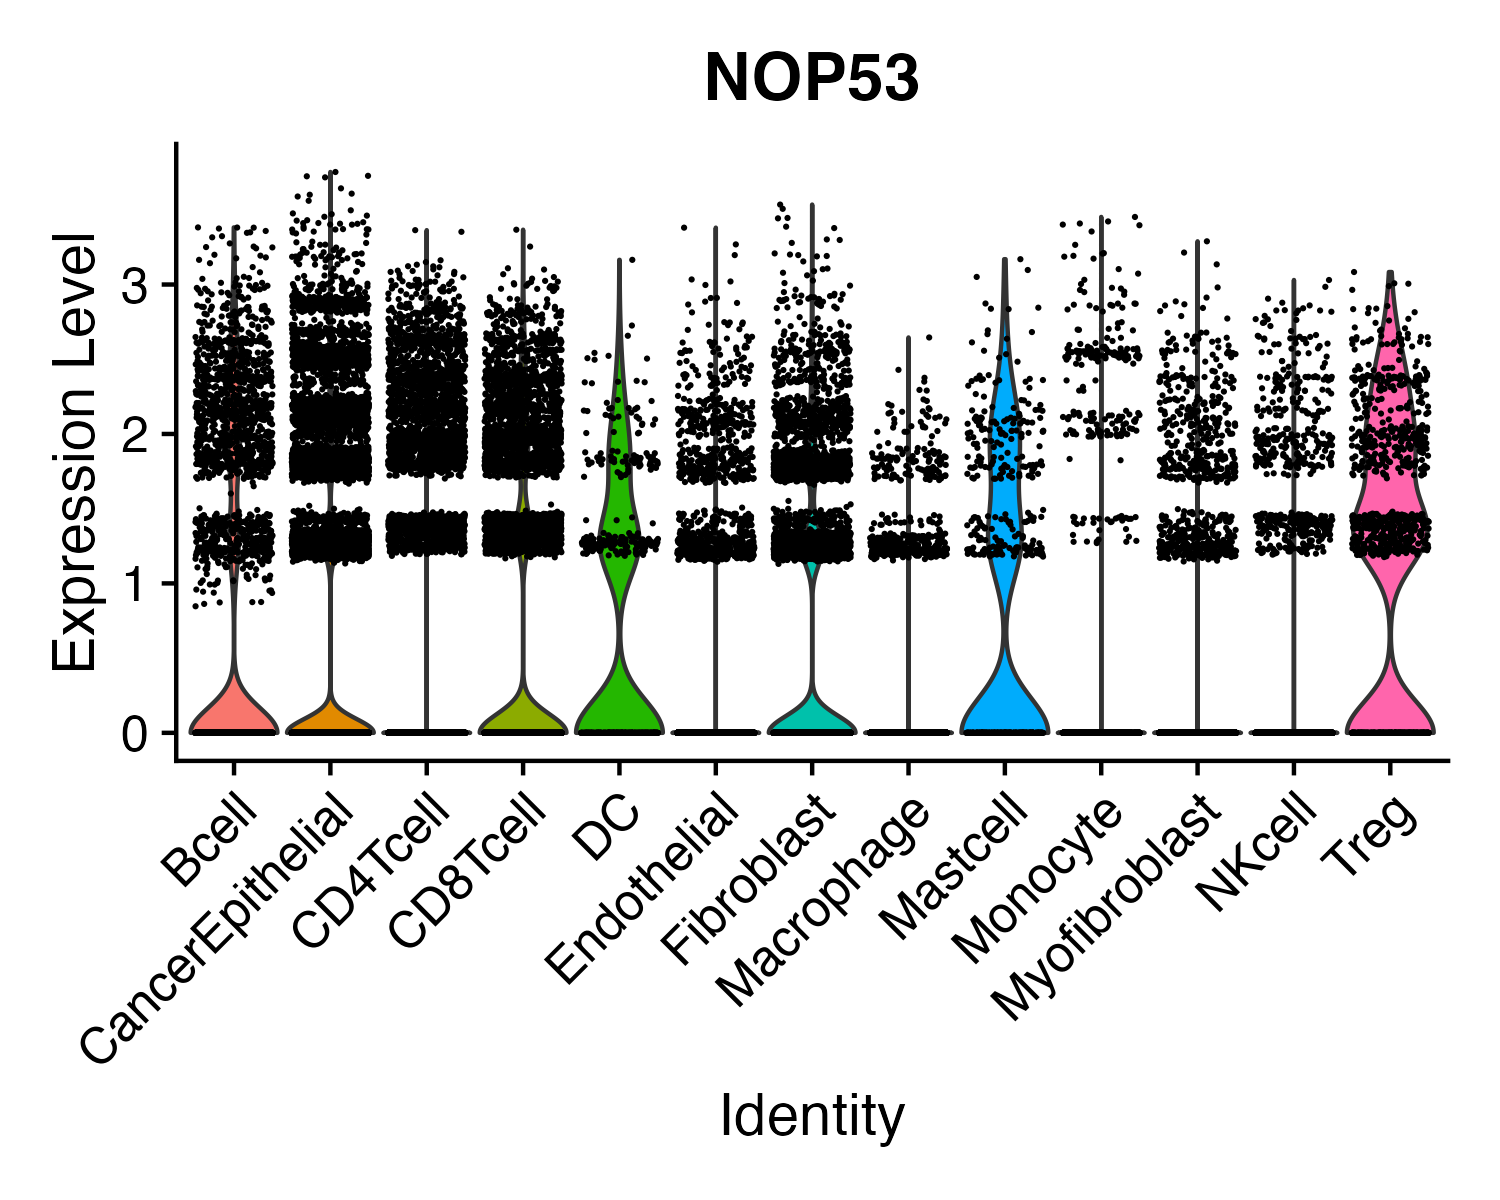 NOP53
Expression Level
3
2
1
0
Bcell
CancerEpithelial
CD4Tcell
CD8Tcell
DC
Endothelial
Fibroblast
Macrophage
Mastcell
Monocyte
Myofibroblast
NKcell
Treg
Identity